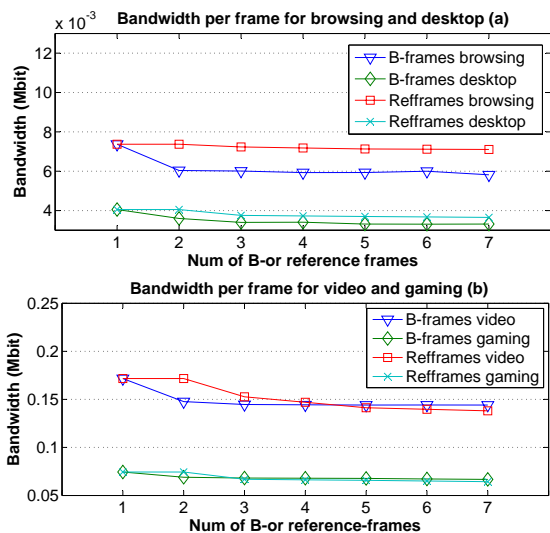 Bandwidth per frame for browsing and desktop (a)
x 10⁻³
12
10
8
6
4
Bandwidth (Mbit)
B-frames browsing
B-frames desktop
Refframes browsing
Refframes desktop
1 2 3 4 5 6 7
Num of B-or reference frames
Bandwidth per frame for video and gaming (b)
0.25
0.2
0.15
0.1
0.05
Bandwidth (Mbit)
B-frames video
B-frames gaming
Refframes video
Refframes gaming
1 2 3 4 5 6 7
Num of B-or reference-frames